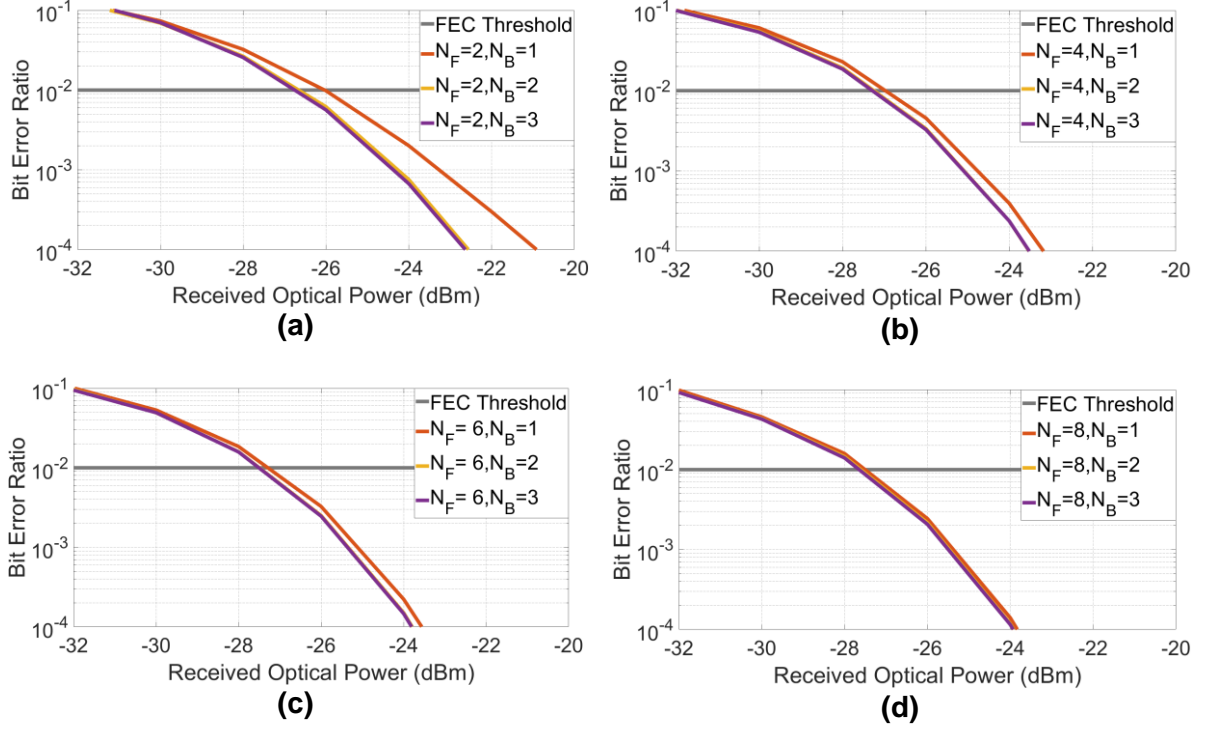 10^-1
10^-2
10^-3
10^-4
Bit Error Ratio
FEC Threshold
N_F=2,N_B=1
N_F=2,N_B=2
N_F=2,N_B=3
-32 -30 -28 -26 -24 -22 -20
Received Optical Power (dBm)
(a)
10^-1
10^-2
10^-3
10^-4
Bit Error Ratio
FEC Threshold
N_F=4,N_B=1
N_F=4,N_B=2
N_F=4,N_B=3
-32 -30 -28 -26 -24 -22 -20
Received Optical Power (dBm)
(b)
10^-1
10^-2
10^-3
10^-4
Bit Error Ratio
FEC Threshold
N_F= 6,N_B=1
N_F= 6,N_B=2
N_F= 6,N_B=3
-32 -30 -28 -26 -24 -22 -20
Received Optical Power (dBm)
(c)
10^-1
10^-2
10^-3
10^-4
Bit Error Ratio
FEC Threshold
N_F=8,N_B=1
N_F=8,N_B=2
N_F=8,N_B=3
-32 -30 -28 -26 -24 -22 -20
Received Optical Power (dBm)
(d)